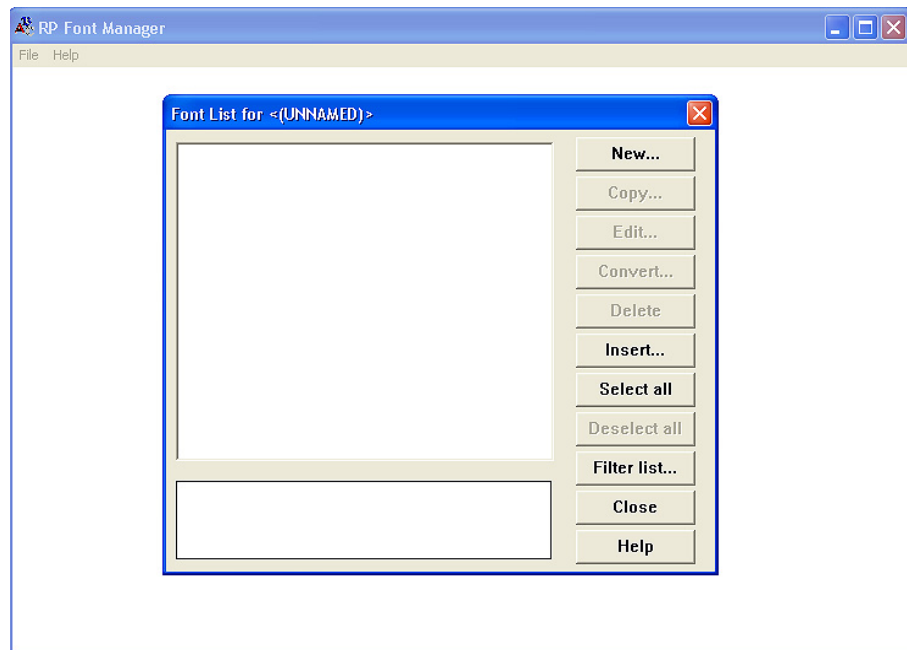 RP Font Manager
File Help
Font List for <(UNNAMED)>
New...
Copy...
Edit...
Convert...
Delete
Insert...
Select all
Deselect all
Filter list...
Close
Help